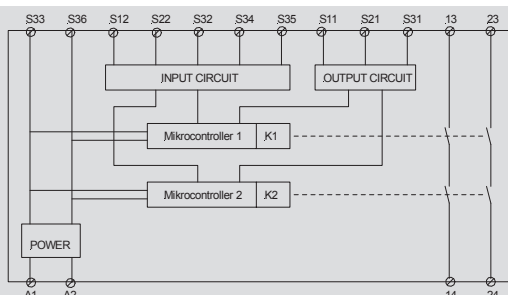 S33 S36 S12 S22 S32 S34 S35 S11 S21 S31 13 23
INPUT CIRCUIT OUTPUT CIRCUIT
Mikrocontroller 1 K1
Mikrocontroller 2 K2
POWER
A1 A2 14 24